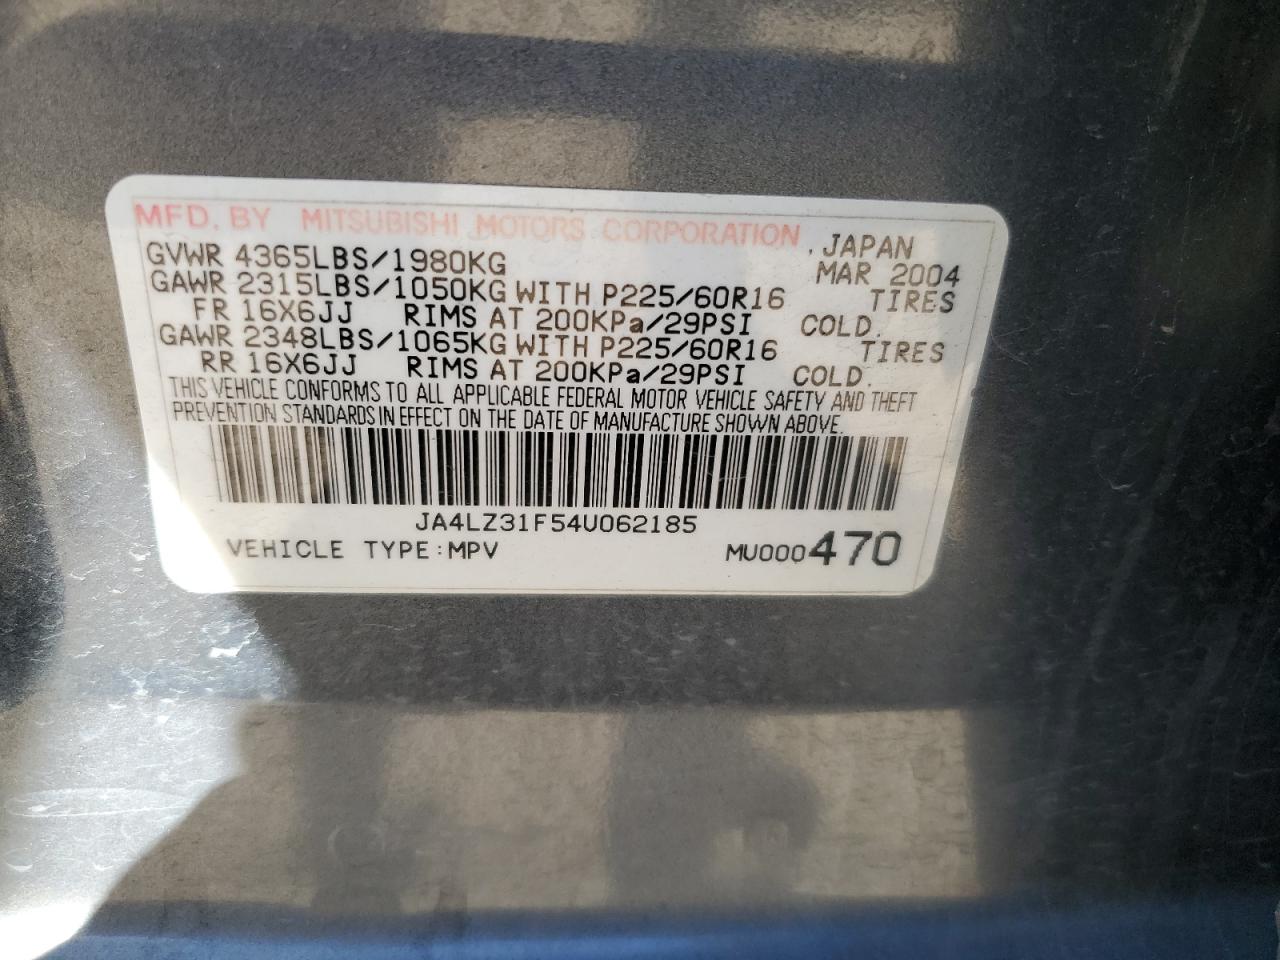 MFD. BY MITSUBISHI MOTORS CORPORATION, JAPAN
GVWR 4365LBS/1980KG MAR 2004
GAWR 2315LBS/1050KG WITH P225/60R16 TIRES
FR 16X6JJ RIMS AT 200KPa/29PSI COLD.
GAWR 2348LBS/1065KG WITH P225/60R16 TIRES
RR 16X6JJ RIMS AT 200KPa/29PSI COLD.
THIS VEHICLE CONFORMS TO ALL APPLICABLE FEDERAL MOTOR VEHICLE SAFETY AND THEFT
PREVENTION STANDARDS IN EFFECT ON THE DATE OF MANUFACTURE SHOWN ABOVE.
JA4LZ31F54U062185
VEHICLE TYPE:MPV MU000470